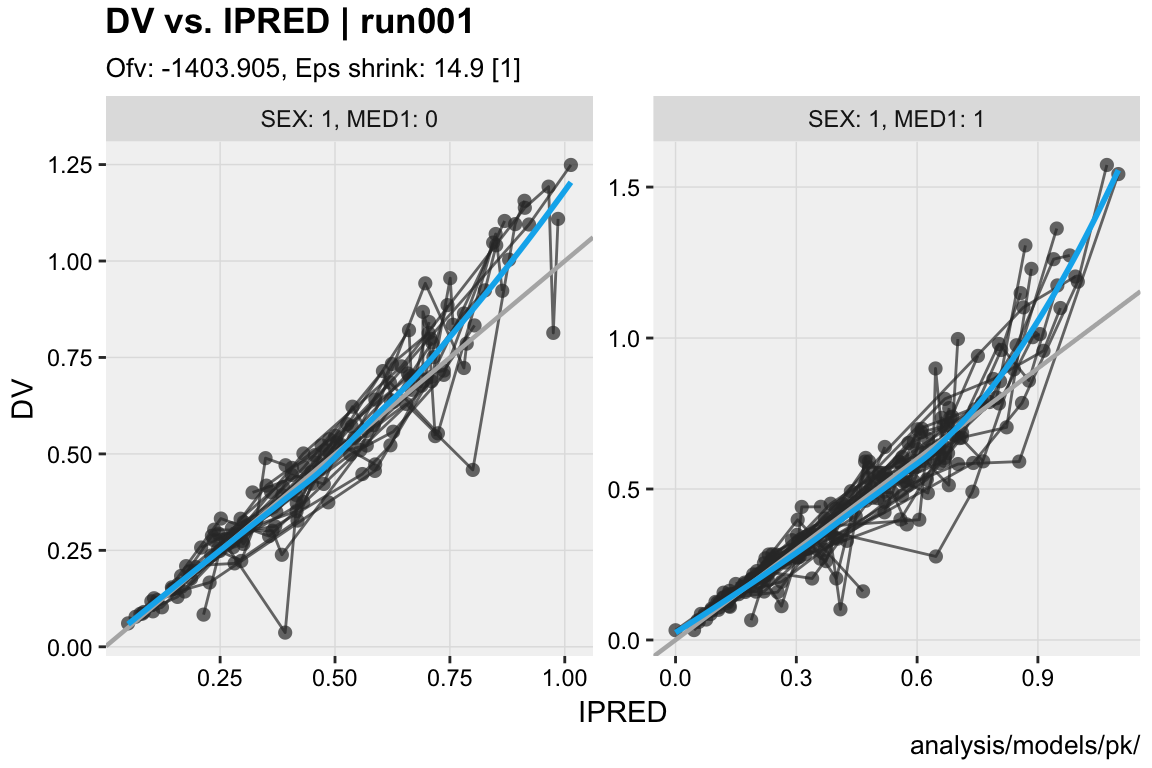 DV vs. IPRED | run001
Ofv: -1403.905, Eps shrink: 14.9 [1]
SEX: 1, MED1: 0
SEX: 1, MED1: 1
1.25
1.00
0.75
0.50
0.25
0.00
1.5
1.0
0.5
0.0
DV
0.25 0.50 0.75 1.00
0.0 0.3 0.6 0.9
IPRED
analysis/models/pk/